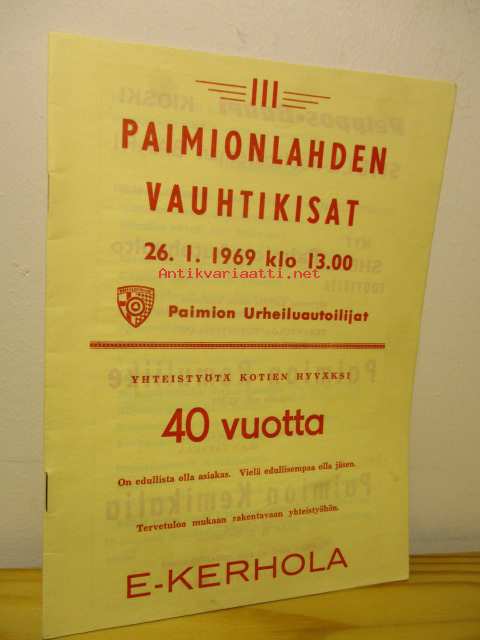 III
PAIMIONLAHDEN
VAUHTIKISAT
26. 1. 1969 klo 13.00
Antikvariaatti.net
Paimion Urheiluautoilijat
YHTEISTYÖTÄ KOTIEN HYVÄKSI
40 vuotta
On edullista olla asiakas. Vielä edullisempaa olla jäsen.
Tervetuloa mukaan rakentavaan yhteistyöhön.
E-KERHOLA